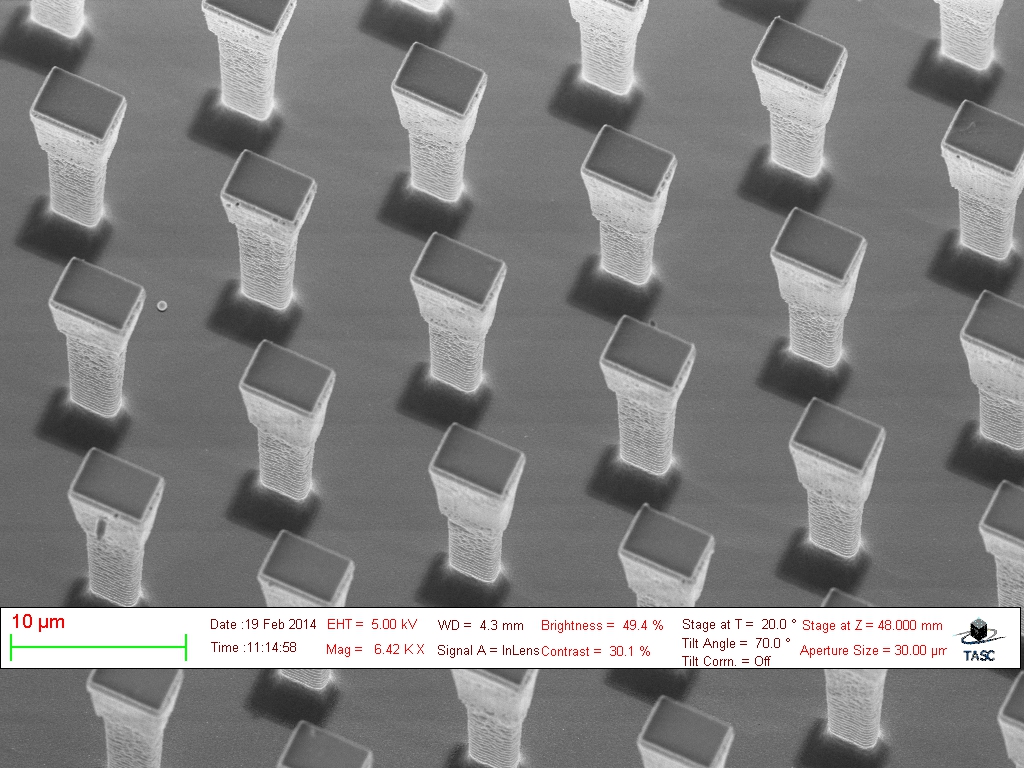 10 µm
Date :19 Feb 2014 EHT = 5.00 kV WD = 4.3 mm Brightness = 49.4 % Stage at T = 20.0 ° Stage at Z = 48.000 mm
Time :11:14:58 Mag = 6.42 K X Signal A = InLens Contrast = 30.1 % Tilt Angle = 70.0 ° Aperture Size = 30.00 µm
Tilt Corrn. = Off
TASC